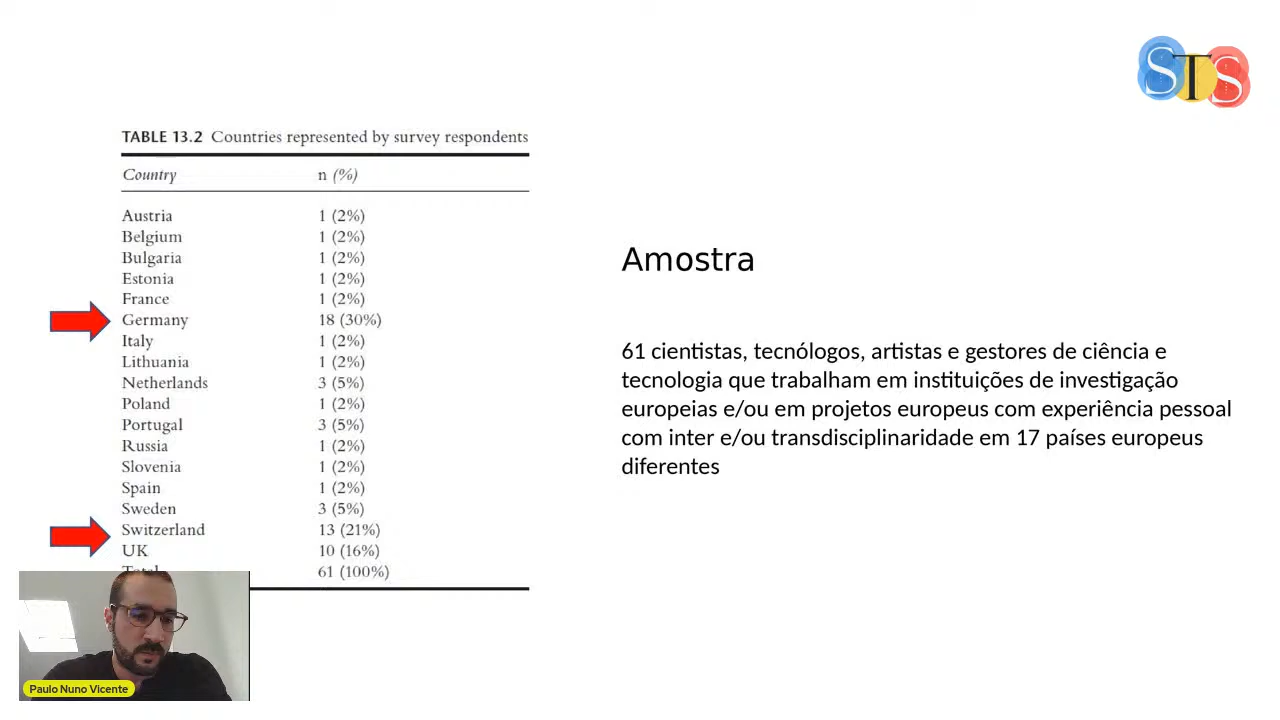 STS
TABLE 13.2 Countries represented by survey respondents
Country n (%)
Austria 1 (2%)
Belgium 1 (2%)
Bulgaria 1 (2%)
Estonia 1 (2%)
France 1 (2%)
Germany 18 (30%)
Italy 1 (2%)
Lithuania 1 (2%)
Netherlands 3 (5%)
Poland 1 (2%)
Portugal 3 (5%)
Russia 1 (2%)
Slovenia 1 (2%)
Spain 1 (2%)
Sweden 3 (5%)
Switzerland 13 (21%)
UK 10 (16%)
Total 61 (100%)
Amostra
61 cientistas, tecnólogos, artistas e gestores de ciência e
tecnologia que trabalham em instituições de investigação
europeias e/ou em projetos europeus com experiência pessoal
com inter e/ou transdisciplinaridade em 17 países europeus
diferentes
Paulo Nuno Vicente